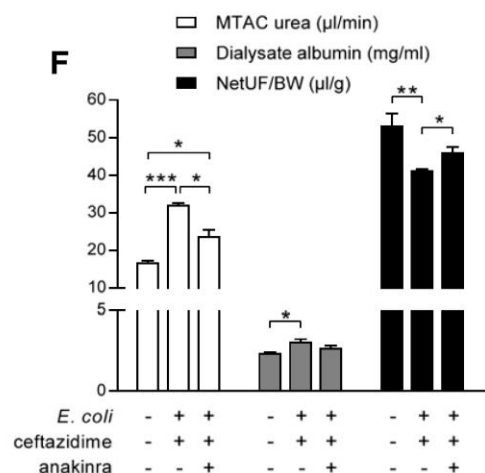 MTAC urea (µl/min)
Dialysate albumin (mg/ml)
NetUF/BW (µl/g)
F
60
50
40
30
20
10
5
0
*
*** *
*
** 
*
E. coli - + + - + + - + +
ceftazidime - + + - + + - + +
anakinra - - + - - + - - +